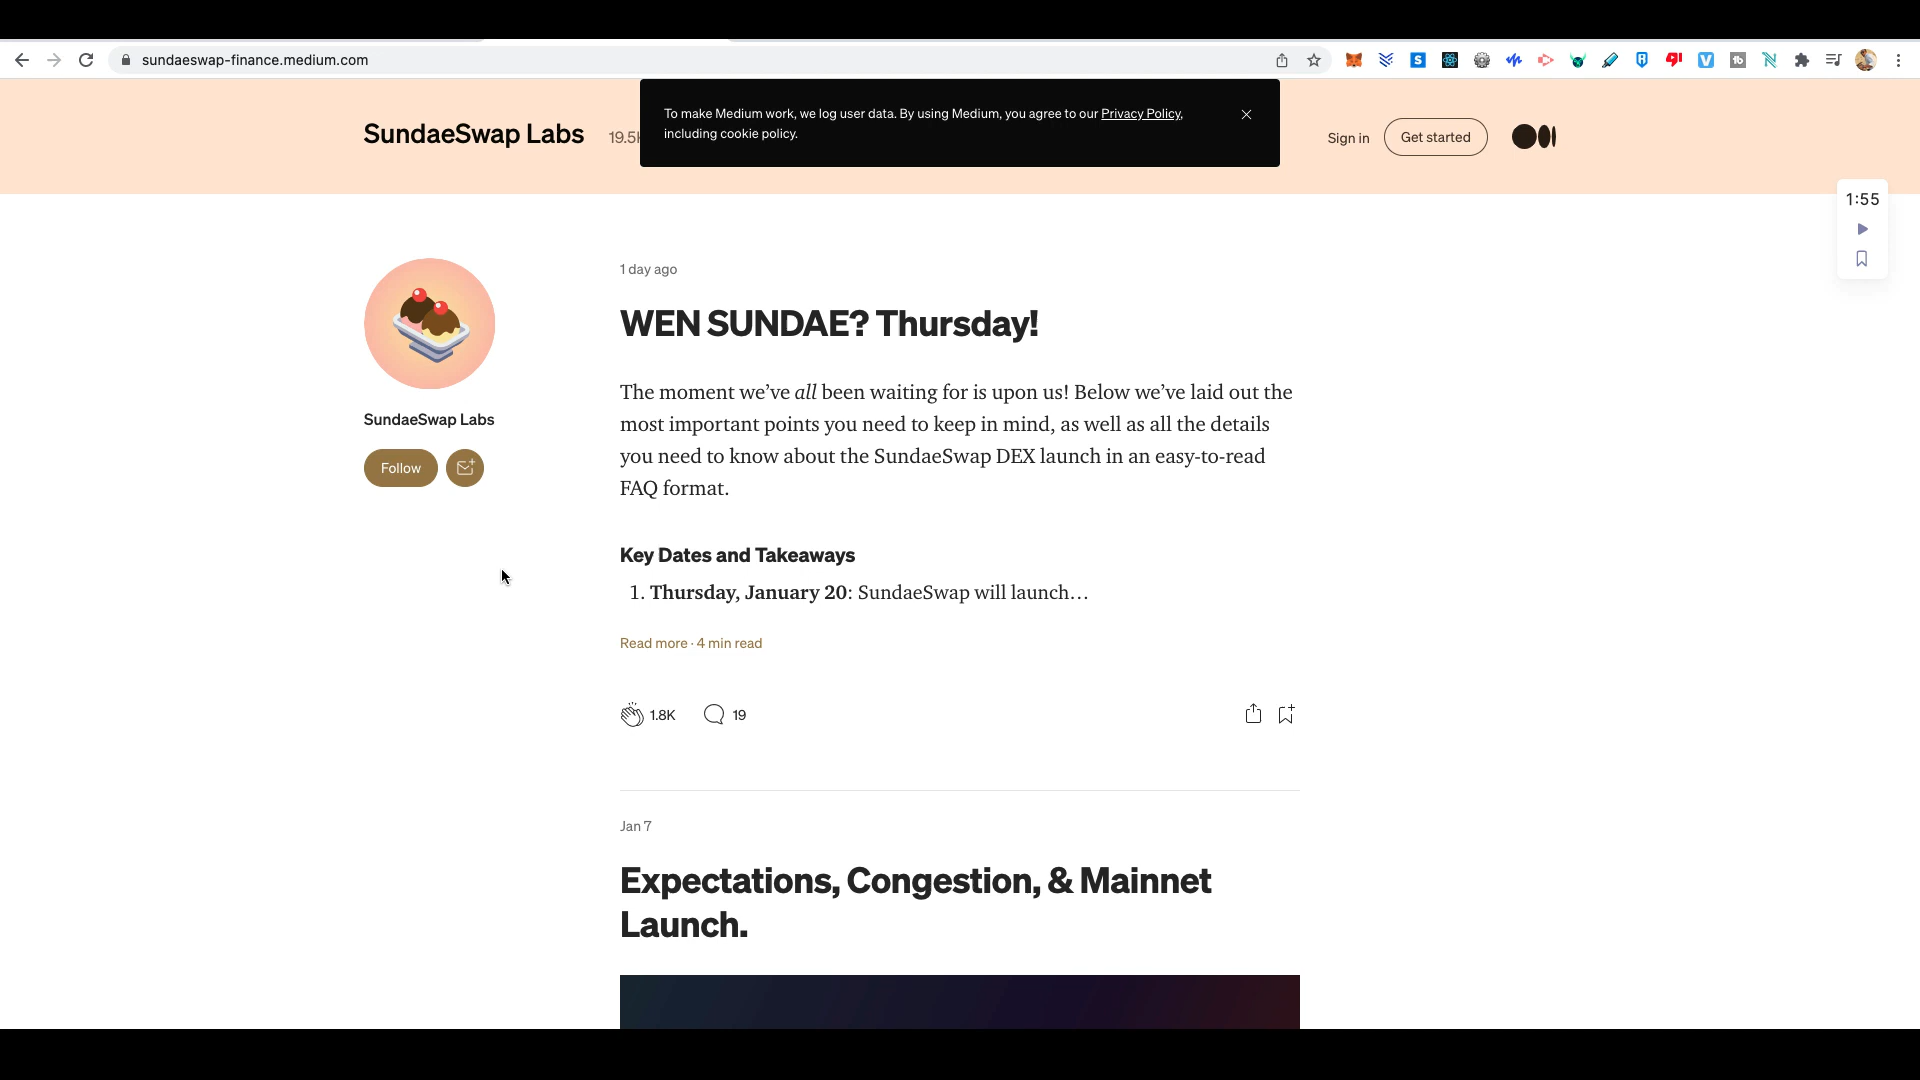 sundaeswap-finance.medium.com
To make Medium work, we log user data. By using Medium, you agree to our Privacy Policy,
including cookie policy.
SundaeSwap Labs
Sign in
Get started
1:55
1 day ago
WEN SUNDAE? Thursday!
The moment we’ve all been waiting for is upon us! Below we’ve laid out the
most important points you need to keep in mind, as well as all the details
you need to know about the SundaeSwap DEX launch in an easy-to-read
FAQ format.
SundaeSwap Labs
Follow
Key Dates and Takeaways
1. Thursday, January 20: SundaeSwap will launch…
Read more · 4 min read
1.8K
19
Jan 7
Expectations, Congestion, & Mainnet
Launch.